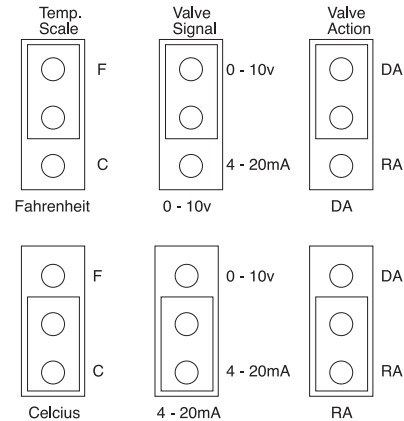 Temp. Scale
Valve Signal
Valve Action
F
0 - 10v
DA
C
4 - 20mA
RA
Fahrenheit
0 - 10v
DA
F
0 - 10v
DA
C
4 - 20mA
RA
Celcius
4 - 20mA
RA